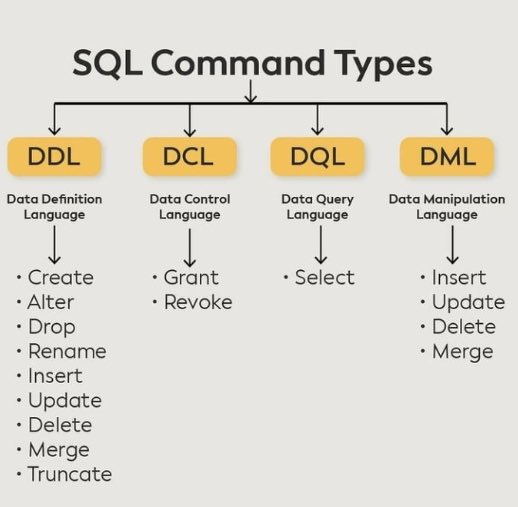 SQL Command Types
DDL
Data Definition
Language
• Create
• Alter
• Drop
• Rename
• Insert
• Update
• Delete
• Merge
• Truncate
DCL
Data Control
Language
• Grant
• Revoke
DQL
Data Query
Language
• Select
DML
Data Manipulation
Language
• Insert
• Update
• Delete
• Merge